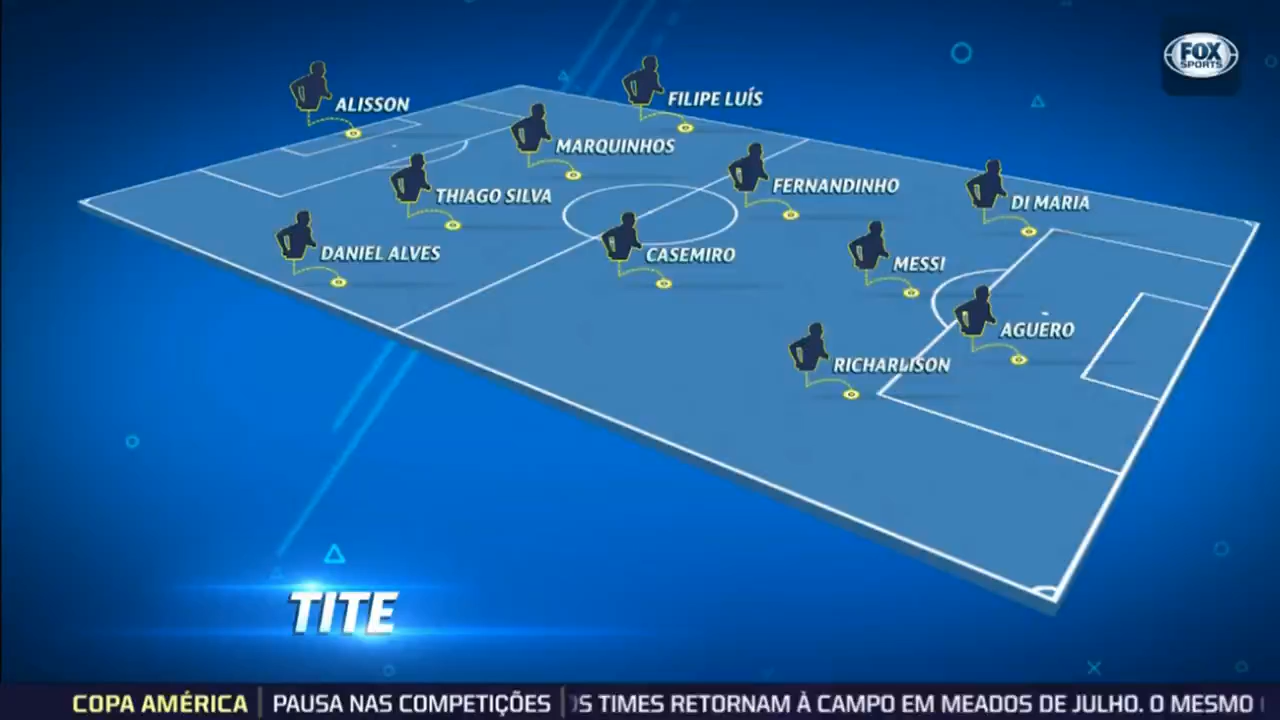 FOX
SPORTS
ALISSON
FILIPE LUÍS
MARQUINHOS
THIAGO SILVA
FERNANDINHO
DI MARIA
DANIEL ALVES
CASEMIRO
MESSI
AGUERO
RICHARLISON
TITE
COPA AMÉRICA PAUSA NAS COMPETIÇÕES TIMES RETORNAM À CAMPO EM MEADOS DE JULHO. O MESMO